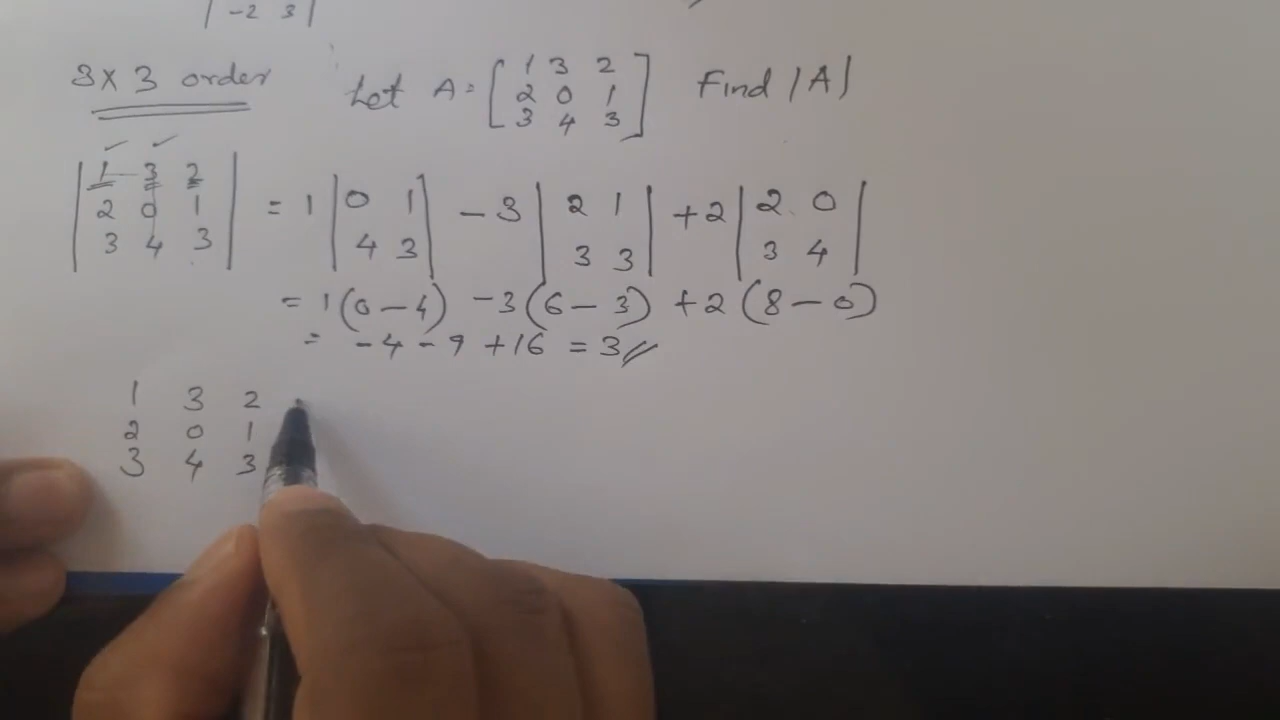 | -2 3 |
3 x 3 order Let A = [ 1 3 2 Find |A|
2 0 1
3 4 3 ]
| 1 3 2
2 0 1
3 4 3 | = 1 | 0 1
4 3 | - 3 | 2 1
3 3 | + 2 | 2 0
3 4 |
= 1 (0 - 4) - 3 (6 - 3) + 2 (8 - 0)
= -4 - 9 + 16 = 3 //
1 3 2
2 0 1
3 4 3